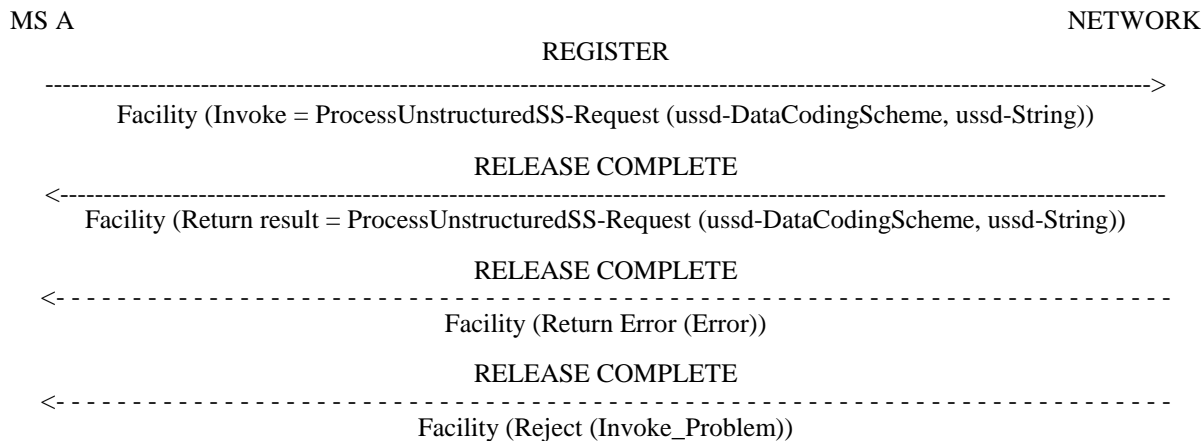 MS A NETWORK
REGISTER
------------------------------------------------------------------------------------------------------------------------>
Facility (Invoke = ProcessUnstructuredSS-Request (ussd-DataCodingScheme, ussd-String))
RELEASE COMPLETE
<------------------------------------------------------------------------------------------------------------------------
Facility (Return result = ProcessUnstructuredSS-Request (ussd-DataCodingScheme, ussd-String))
RELEASE COMPLETE
<- - - - - - - - - - - - - - - - - - - - - - - - - - - - - - - - - - - - - - - - - - - - - - - - - - - - - - - - - - - - - - - - - - - - - - - -
Facility (Return Error (Error))
RELEASE COMPLETE
<- - - - - - - - - - - - - - - - - - - - - - - - - - - - - - - - - - - - - - - - - - - - - - - - - - - - - - - - - - - - - - - - - - - - - - - -
Facility (Reject (Invoke_Problem))